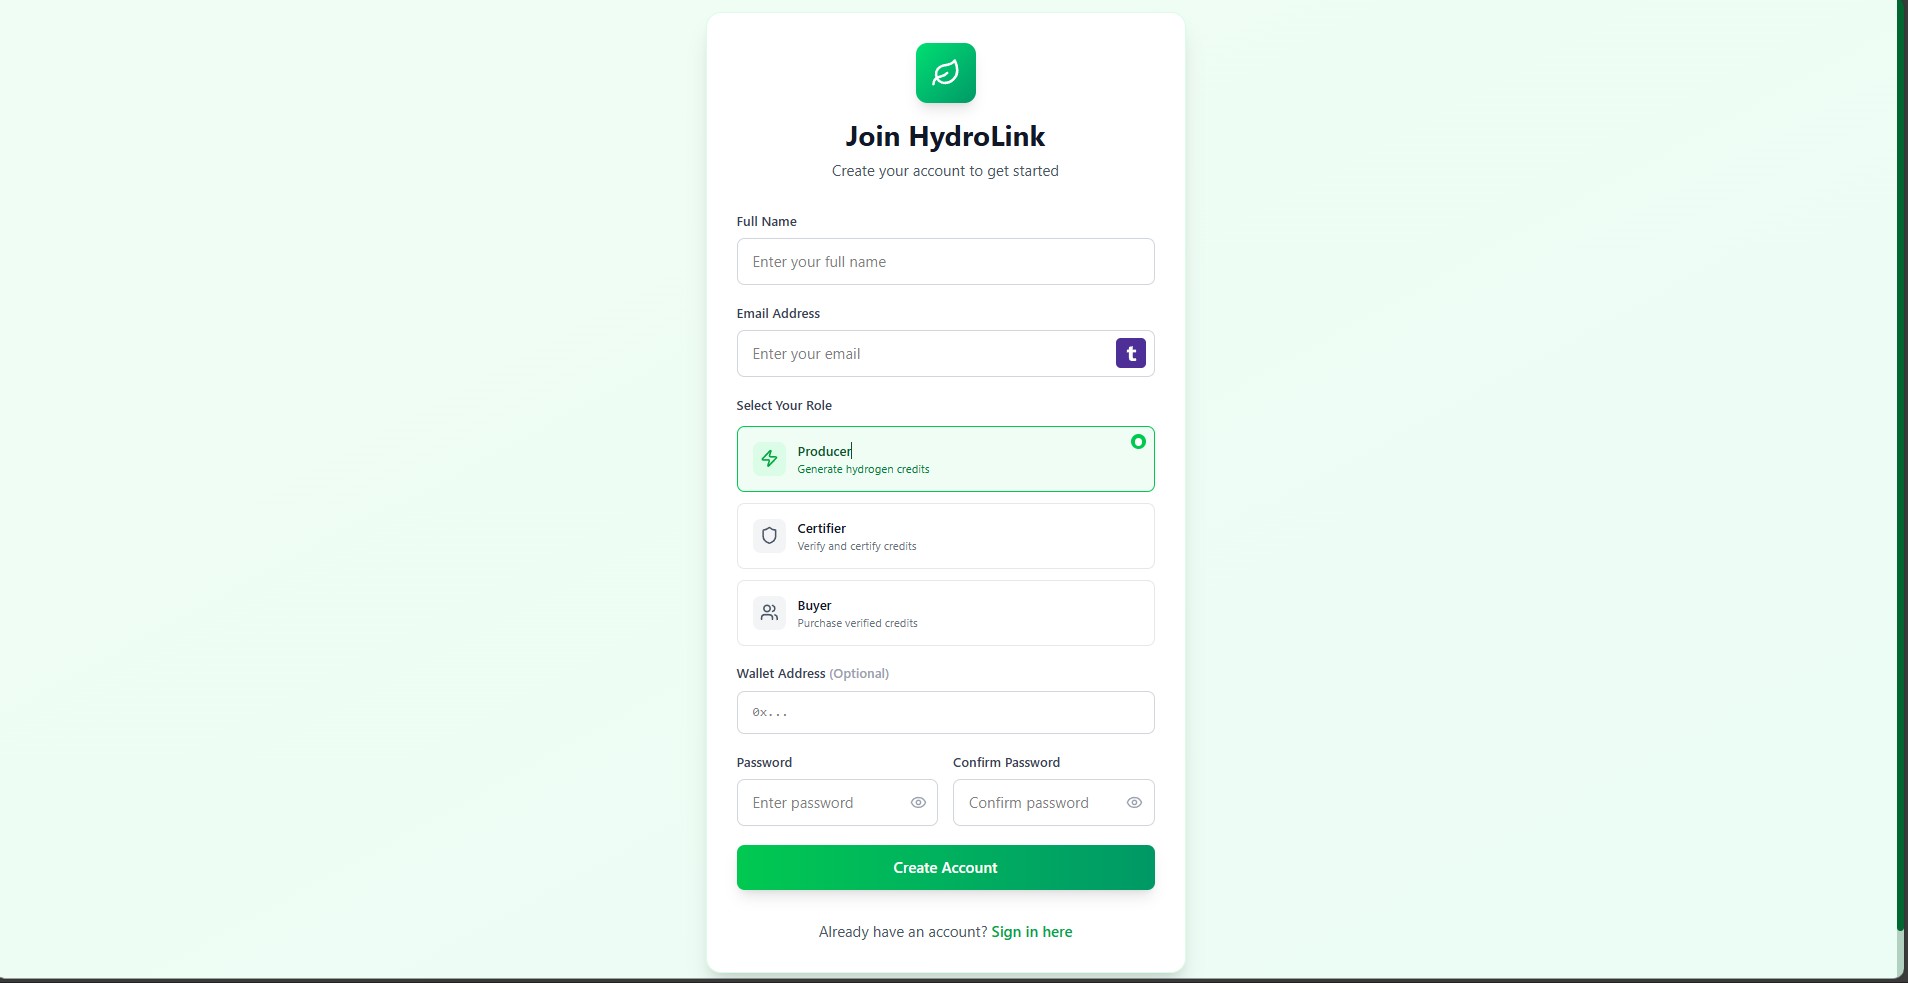 Join HydroLink
Create your account to get started
Full Name
Enter your full name
Email Address
Enter your email
t
Select Your Role
Producer
Generate hydrogen credits
Certifier
Verify and certify credits
Buyer
Purchase verified credits
Wallet Address (Optional)
0x...
Password
Confirm Password
Enter password
Confirm password
Create Account
Already have an account? Sign in here